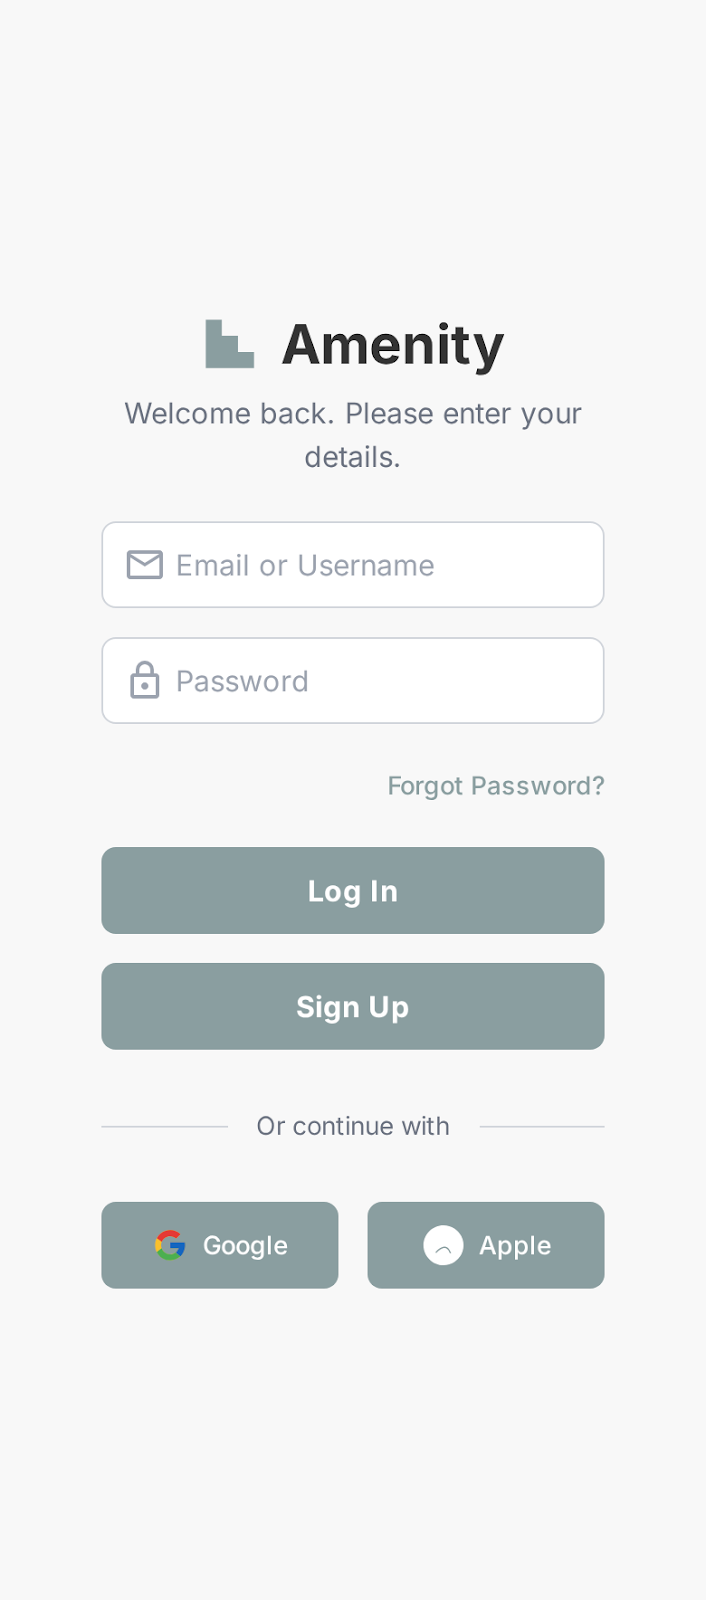 Amenity
Welcome back. Please enter your
details.
Email or Username
Password
Forgot Password?
Log In
Sign Up
Or continue with
Google
Apple